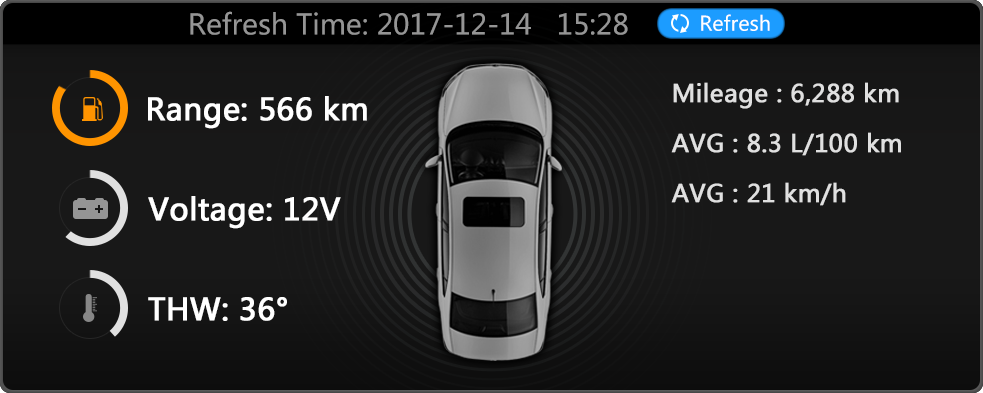 Refresh Time: 2017-12-14 15:28 Refresh
Range: 566 km
Voltage: 12V
THW: 36°
Mileage : 6,288 km
AVG : 8.3 L/100 km
AVG : 21 km/h